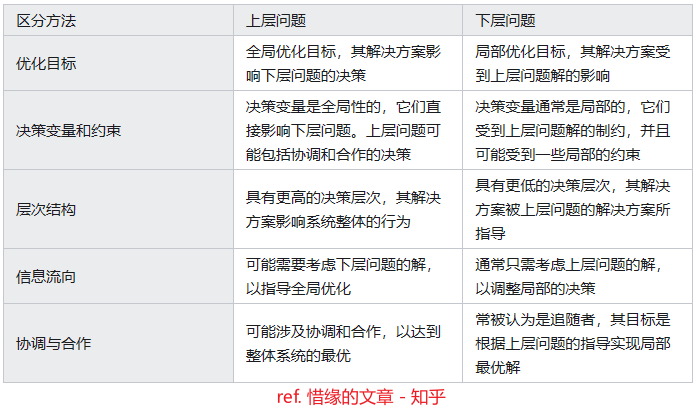 区分方法
上层问题
下层问题
优化目标
全局优化目标，其解决方案影
响下层问题的决策
局部优化目标，其解决方案受
到上层问题解的影响
决策变量和约束
决策变量是全局性的，它们直
接影响下层问题。上层问题可
能包括协调和合作的决策
决策变量通常是局部的，它们
受到上层问题解的制约，并且
可能受到一些局部的约束
层次结构
具有更高的决策层次，其解决
方案影响系统整体的行为
具有更低的决策层次，其解决
方案被上层问题的解决方案所
指导
信息流向
可能需要考虑下层问题的解，
以指导全局优化
通常只需考虑上层问题的解，
以调整局部的决策
协调与合作
可能涉及协调和合作，以达到
整体系统的最优
常被认为是追随者，其目标是
根据上层问题的指导实现局部
最优解
ref. 惜缘的文章 - 知乎